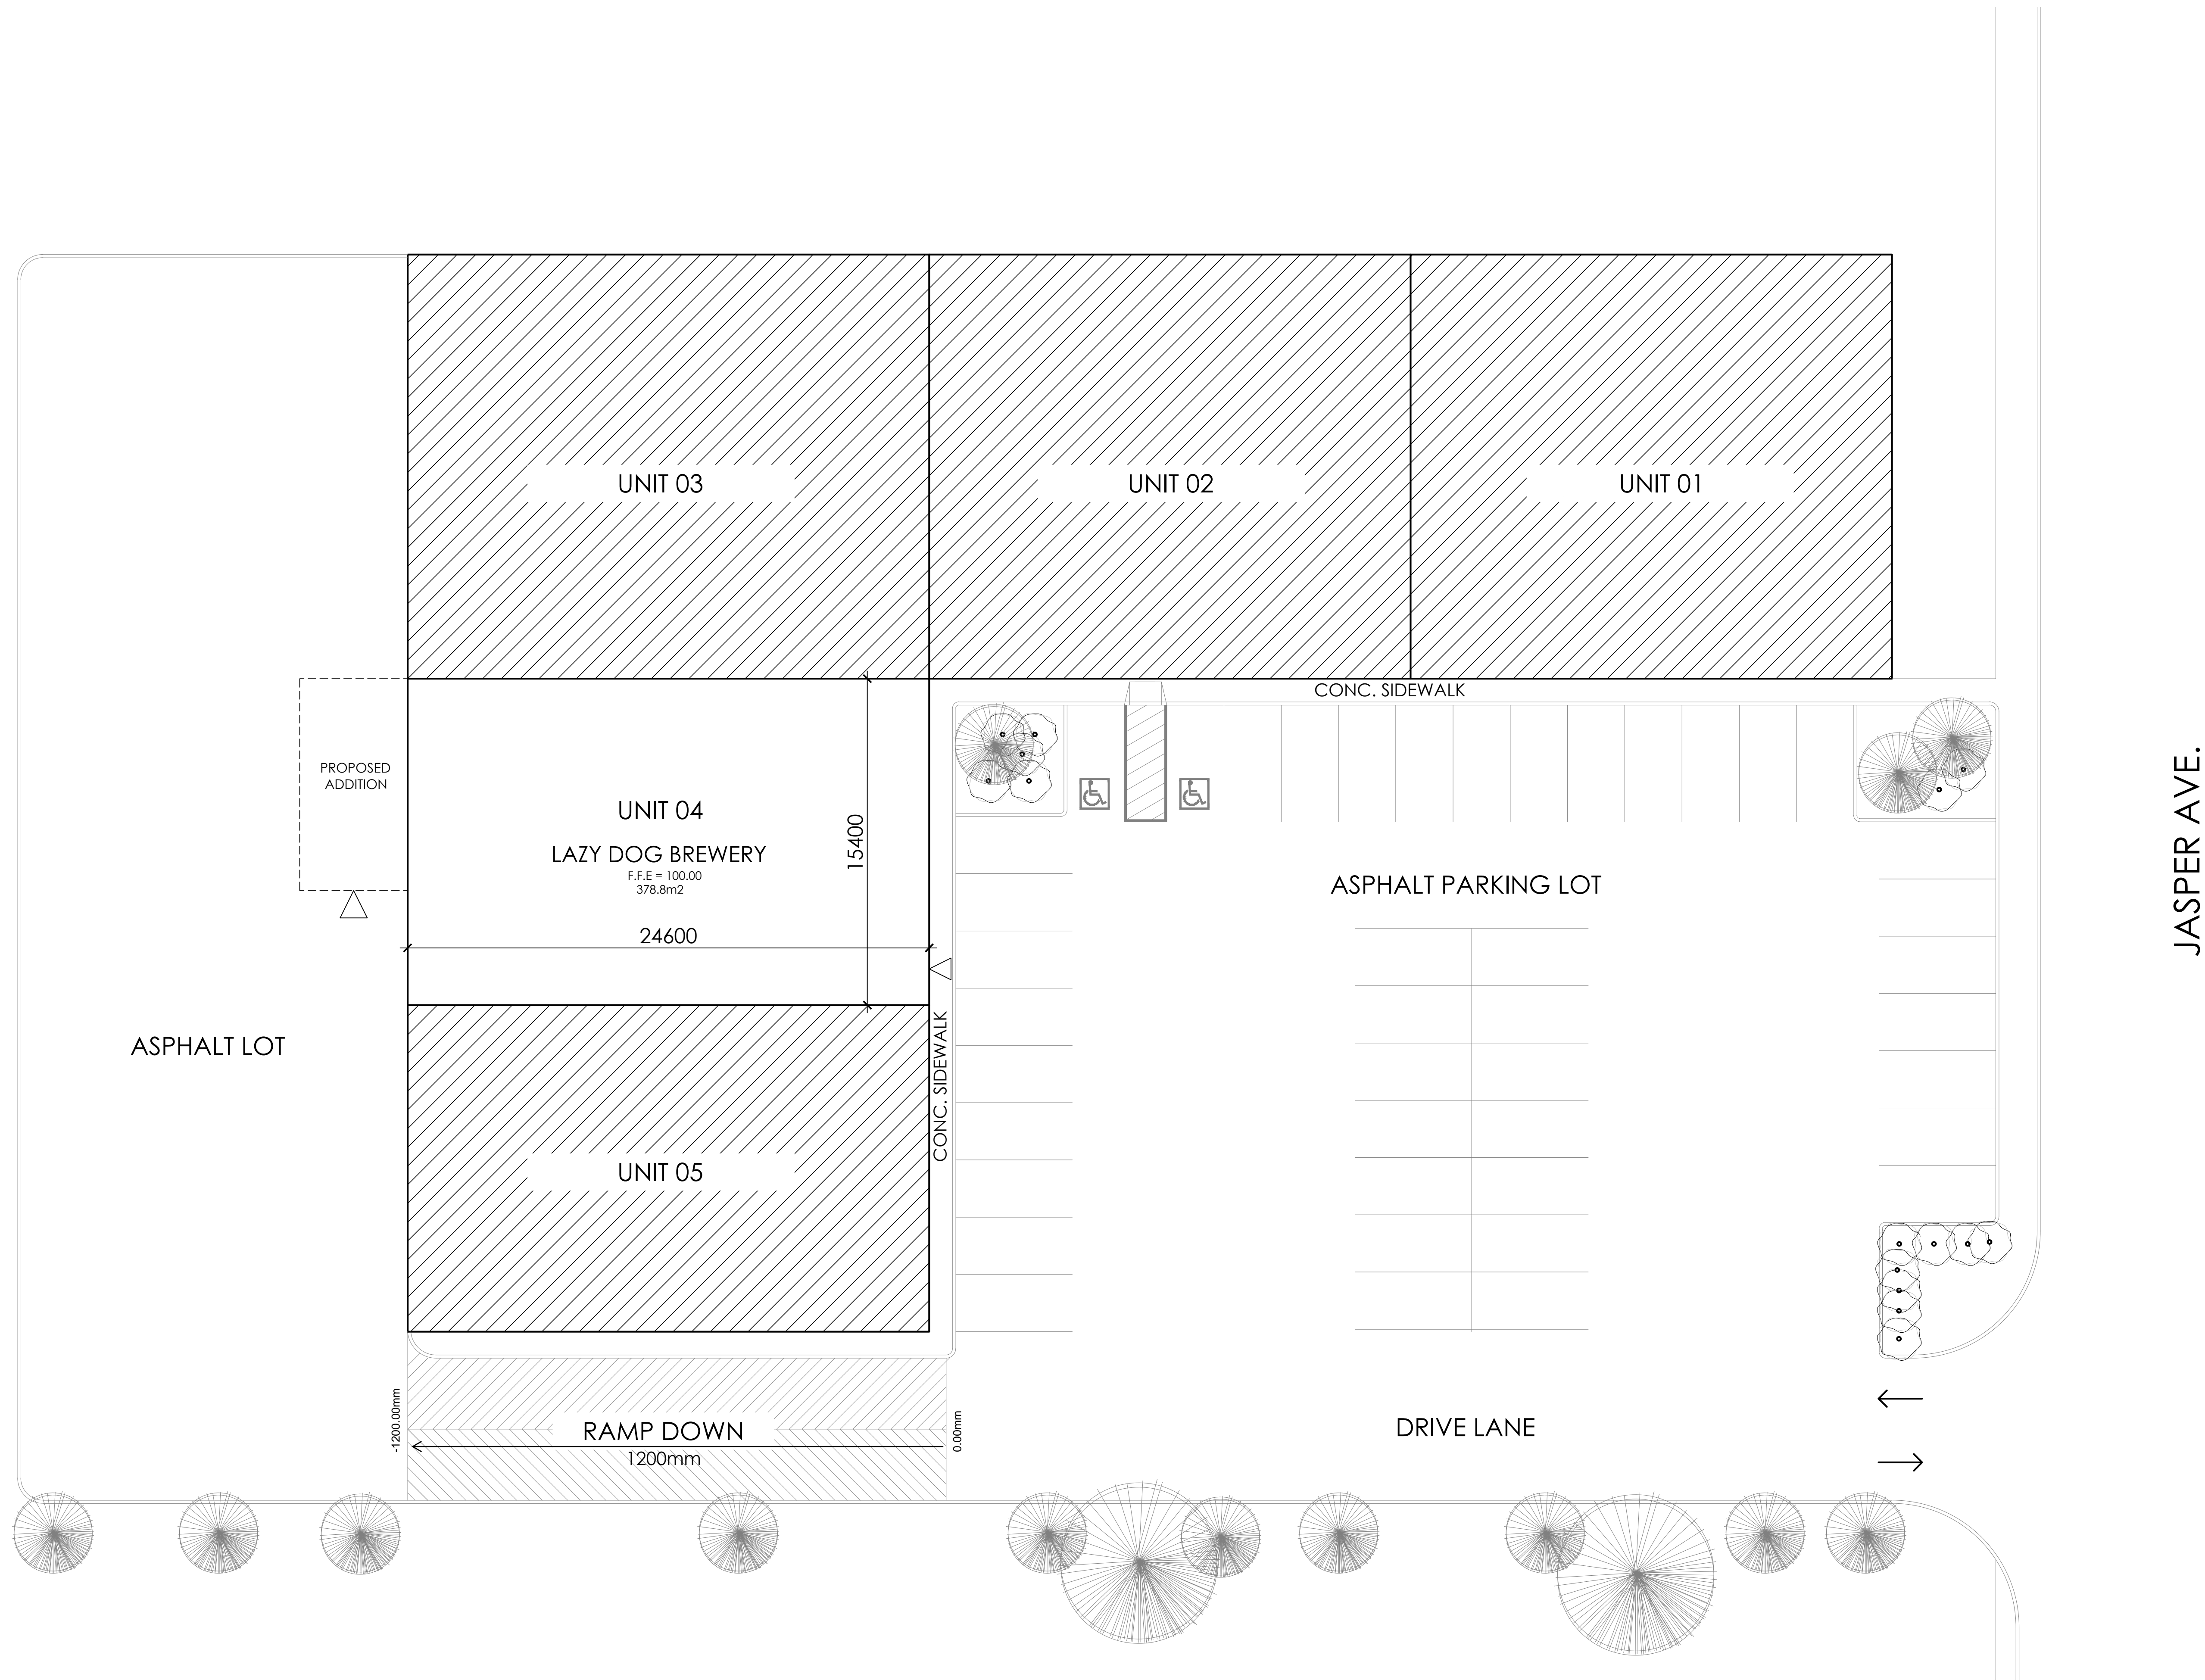 UNIT 03
UNIT 02
UNIT 01
CONC. SIDEWALK
PROPOSED
ADDITION
UNIT 04
LAZY DOG BREWERY
F.F.E = 100.00
378.8m2
15400
24600
ASPHALT PARKING LOT
JASPER AVE.
ASPHALT LOT
CONC. SIDEWALK
UNIT 05
-1200.00mm
RAMP DOWN
1200mm
0.00mm
DRIVE LANE